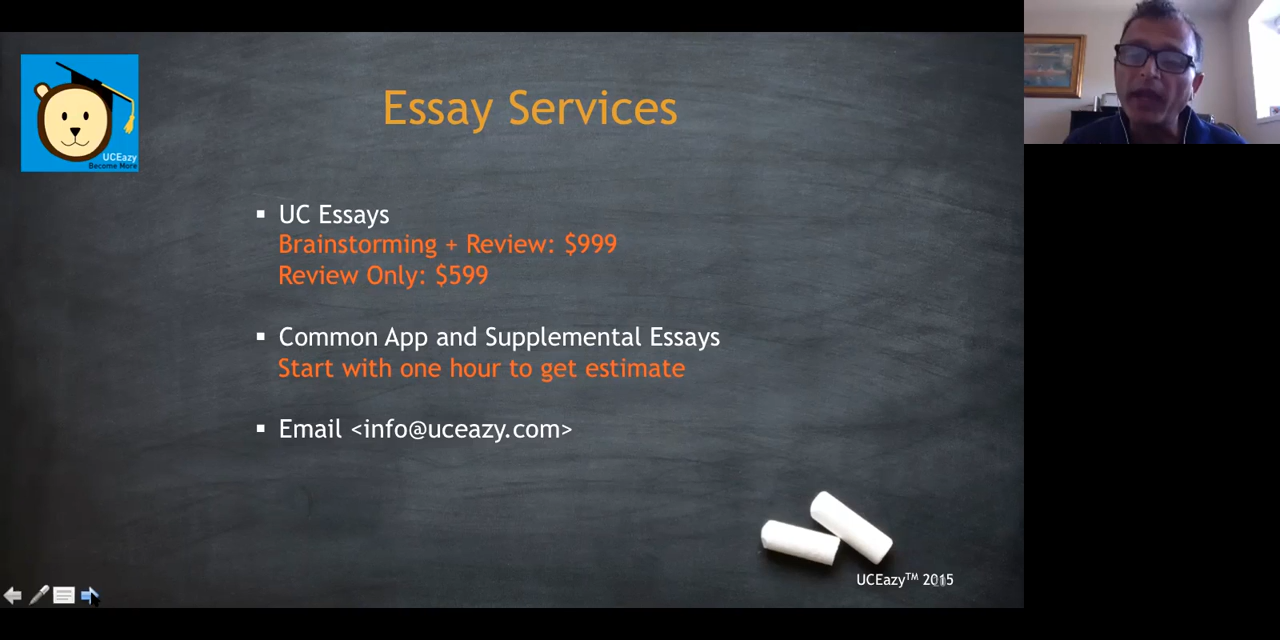 UCEazy
Become More
Essay Services
UC Essays
Brainstorming + Review: $999
Review Only: $599
Common App and Supplemental Essays
Start with one hour to get estimate
Email <info@uceazy.com>
UCEazy™ 2015